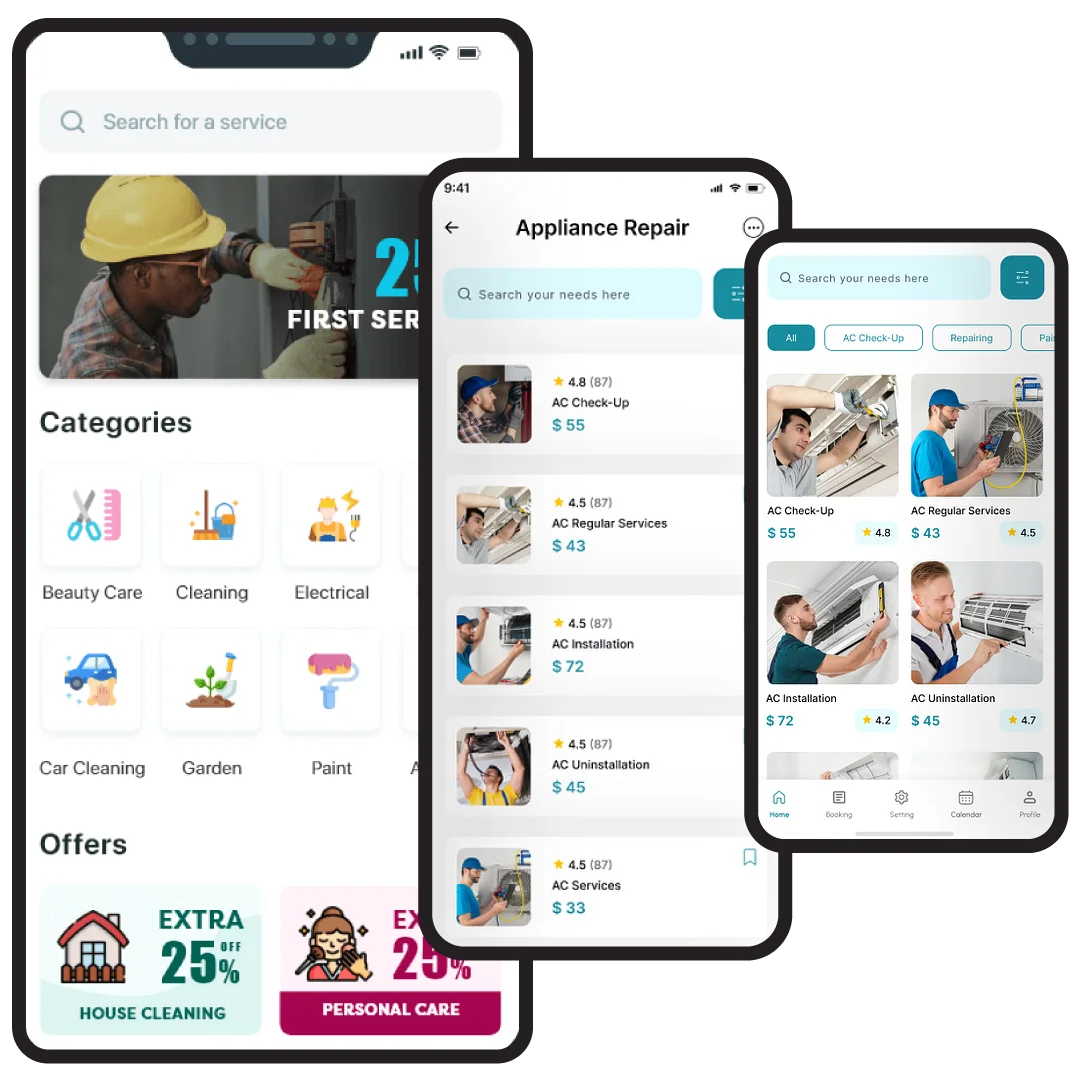 Search for a service
25
FIRST SER
Categories
Beauty Care
Cleaning
Electrical
Car Cleaning
Garden
Paint
A
Offers
EXTRA
25% OFF
HOUSE CLEANING
EX
25%
PERSONAL CARE
9:41
Appliance Repair
Search your needs here
4.8 (87)
AC Check-Up
$ 55
4.5 (87)
AC Regular Services
$ 43
4.5 (87)
AC Installation
$ 72
4.5 (87)
AC Uninstallation
$ 45
4.5 (87)
AC Services
$ 33
Search your needs here
All
AC Check-Up
Repairing
Pai
AC Check-Up
$ 55
4.8
AC Regular Services
$ 43
4.5
AC Installation
$ 72
4.2
AC Uninstallation
$ 45
4.7
Home
Booking
Setting
Calendar
Profile